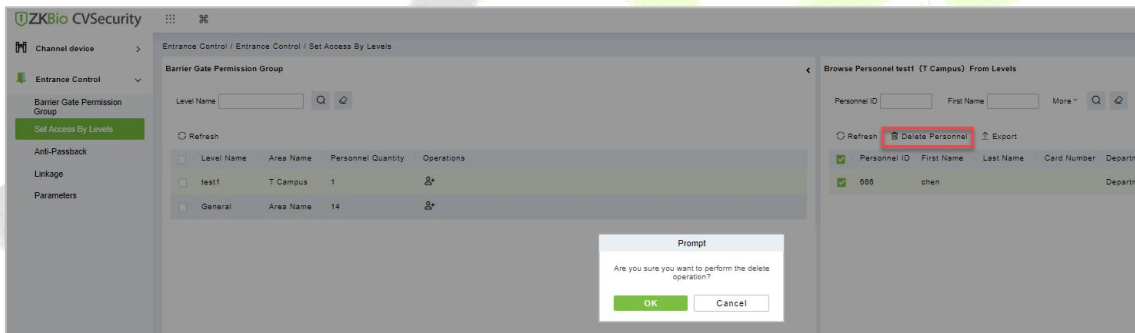 ZKBio CVSecurity
Channel device
Entrance Control
Barrier Gate Permission Group
Set Access By Levels
Anti-Passback
Linkage
Parameters
Entrance Control / Entrance Control / Set Access By Levels
Barrier Gate Permission Group
Level Name
Refresh
Level Name Area Name Personnel Quantity Operations
test1 T Campus 1
General Area Name 14
Browse Personnel test1 (T Campus) From Levels
Personnel ID First Name More
Refresh Delete Personnel Export
Personnel ID First Name Last Name Card Number Departm
666 chen Departm
Prompt
Are you sure you want to perform the delete
operation?
OK Cancel